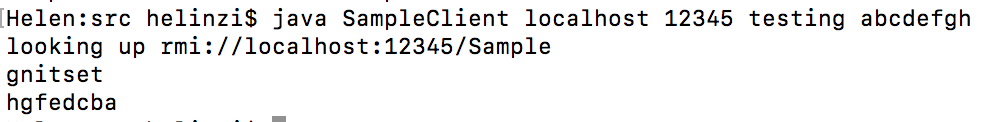 [Helen:src helinzi$ java SampleClient localhost 12345 testing abcdefgh
looking up rmi://localhost:12345/Sample
gnitset
hgfedcba